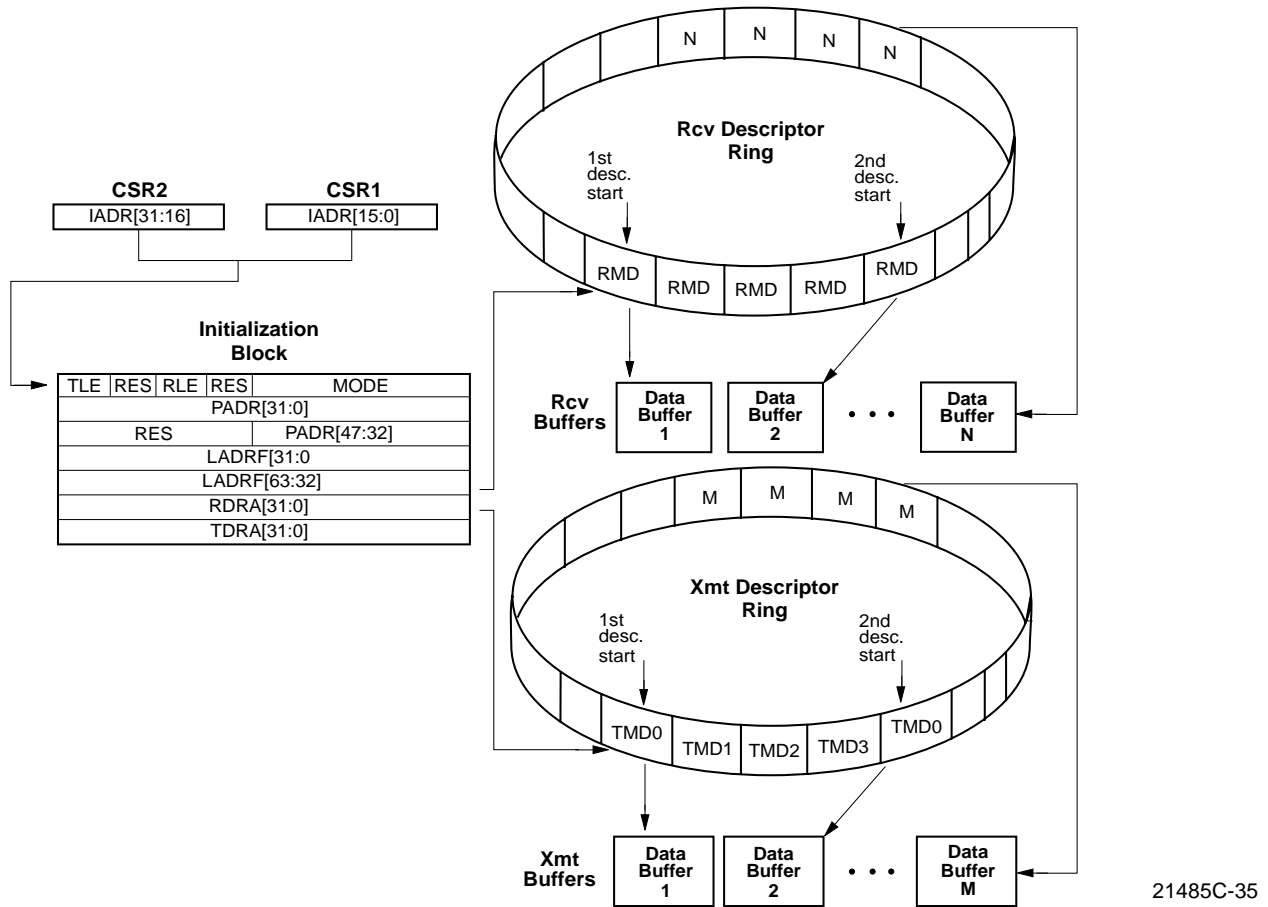 N N N N
Rcv Descriptor
Ring
1st
desc.
start
2nd
desc.
start
RMD RMD RMD RMD RMD
CSR2 CSR1
IADR[31:16] IADR[15:0]
Initialization
Block
TLE RES RLE RES MODE
PADR[31:0]
RES PADR[47:32]
LADRF[31:0
LADRF[63:32]
RDRA[31:0]
TDRA[31:0]
Rcv
Buffers
Data
Buffer
1
Data
Buffer
2
• • •
Data
Buffer
N
M M M M
Xmt Descriptor
Ring
1st
desc.
start
2nd
desc.
start
TMD0 TMD1 TMD2 TMD3 TMD0
Xmt
Buffers
Data
Buffer
1
Data
Buffer
2
• • •
Data
Buffer
M
21485C-35